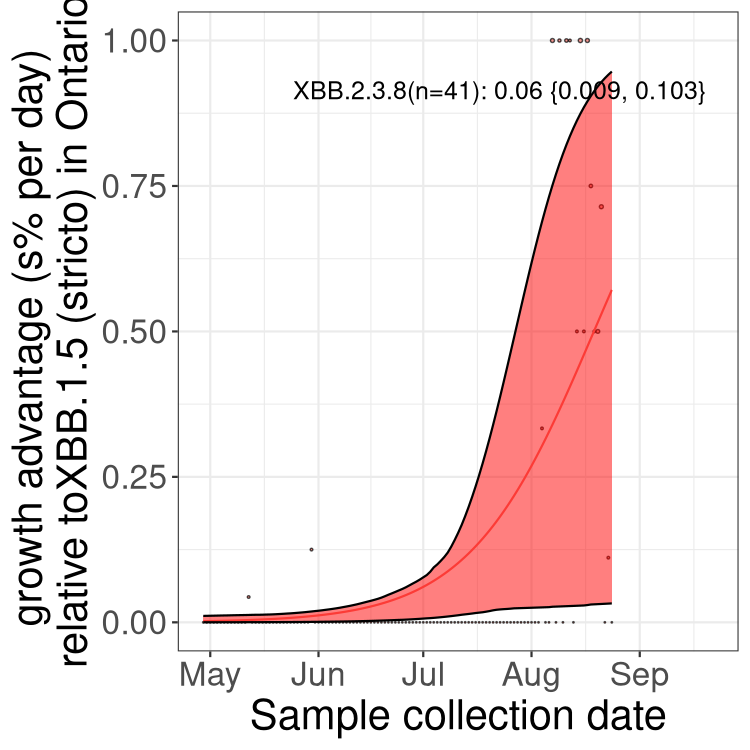 growth advantage (s% per day)
relative toXBB.1.5 (stricto) in Ontario
1.00
0.75
0.50
0.25
0.00
XBB.2.3.8(n=41): 0.06 {0.009, 0.103}
May Jun Jul Aug Sep
Sample collection date